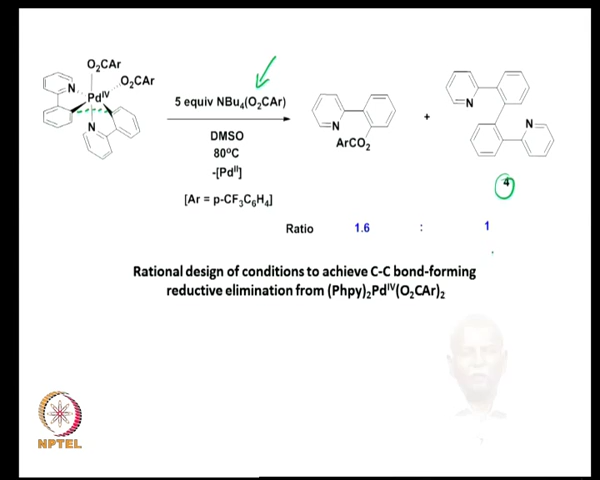 O₂CAr
O₂CAr
N
Pdᴵⱽ
N
5 equiv NBu₄(O₂CAr)
DMSO
80ºC
-[Pdᴵᴵ]
[Ar = p-CF₃C₆H₄]
N
ArCO₂
+
N
N
4
Ratio 1.6 : 1
Rational design of conditions to achieve C-C bond-forming
reductive elimination from (Phpy)₂Pdᴵⱽ(O₂CAr)₂
NPTEL